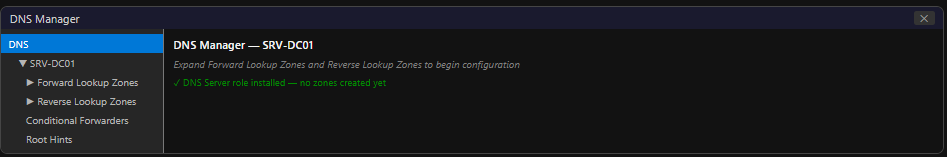 DNS Manager
DNS
▼ SRV-DC01
▶ Forward Lookup Zones
▶ Reverse Lookup Zones
Conditional Forwarders
Root Hints
DNS Manager — SRV-DC01
Expand Forward Lookup Zones and Reverse Lookup Zones to begin configuration
✓ DNS Server role installed — no zones created yet